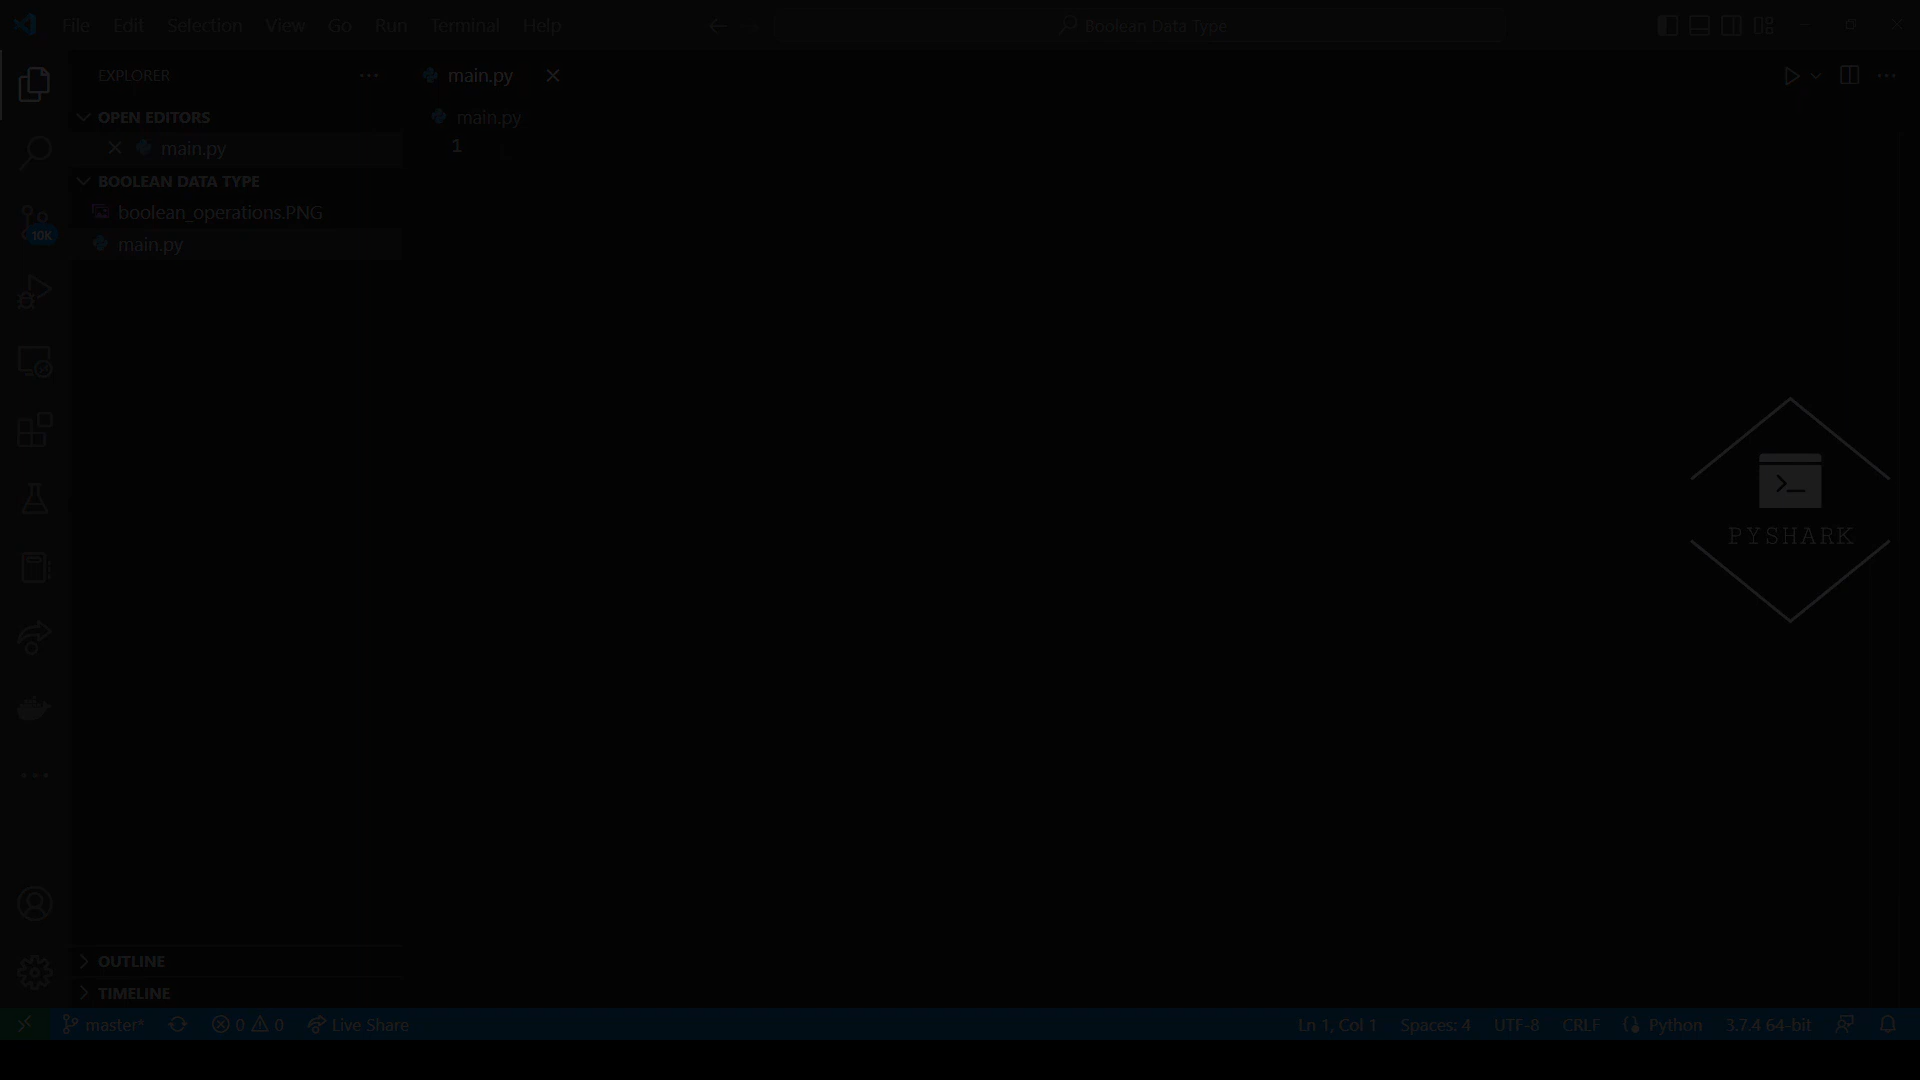 File Edit Selection View Go Run Terminal Help
Boolean Data Type
EXPLORER
main.py
OPEN EDITORS
main.py
main.py
1
BOOLEAN DATA TYPE
boolean_operations.PNG
10K
main.py
>_
PYSHARK
OUTLINE
TIMELINE
master* 0 0 Live Share
Ln 1, Col 1 Spaces: 4 UTF-8 CRLF Python 3.7.4 64-bit